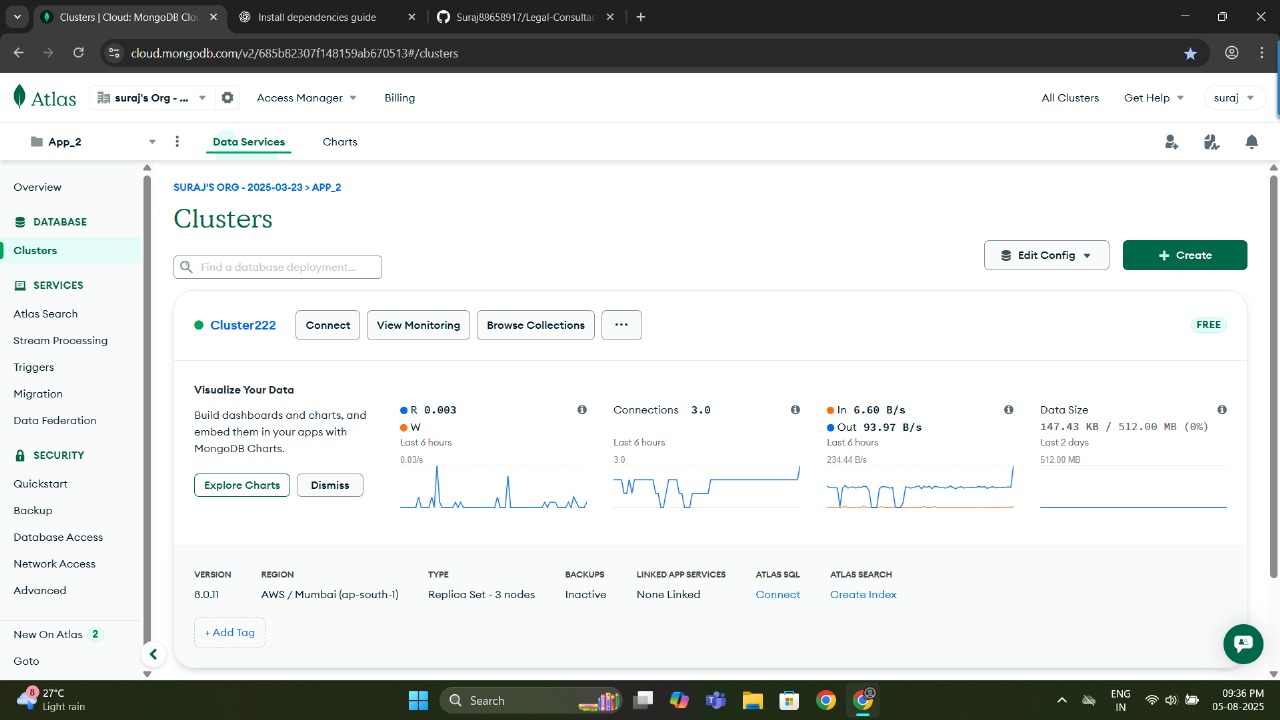 Clusters | Cloud: MongoDB Clo
Install dependencies guide
Suraj88658917/Legal-Consultan
cloud.mongodb.com/v2/685b82307f148159ab670513#/clusters
Atlas
suraj's Org - ...
Access Manager
Billing
All Clusters
Get Help
suraj
App_2
Data Services
Charts
Overview
DATABASE
Clusters
SERVICES
Atlas Search
Stream Processing
Triggers
Migration
Data Federation
SECURITY
Quickstart
Backup
Database Access
Network Access
Advanced
New On Atlas 2
Goto
SURAJ'S ORG - 2025-03-23 > APP_2
Clusters
Find a database deployment...
Edit Config
+ Create
Cluster222
Connect
View Monitoring
Browse Collections
...
FREE
Visualize Your Data
Build dashboards and charts, and
embed them in your apps with
MongoDB Charts.
Explore Charts
Dismiss
R 0.003
W
Last 6 hours
0.03/s
Connections 3.0
Last 6 hours
3.0
In 6.60 B/s
Out 93.97 B/s
Last 6 hours
234.44 B/s
Data Size
147.43 KB / 512.00 MB (0%)
Last 2 days
512.00 MB
VERSION
8.0.11
REGION
AWS / Mumbai (ap-south-1)
TYPE
Replica Set - 3 nodes
BACKUPS
Inactive
LINKED APP SERVICES
None Linked
ATLAS SQL
Connect
ATLAS SEARCH
Create Index
+ Add Tag
8
27°C
Light rain
Search
ENG
IN
09:36 PM
05-08-2025